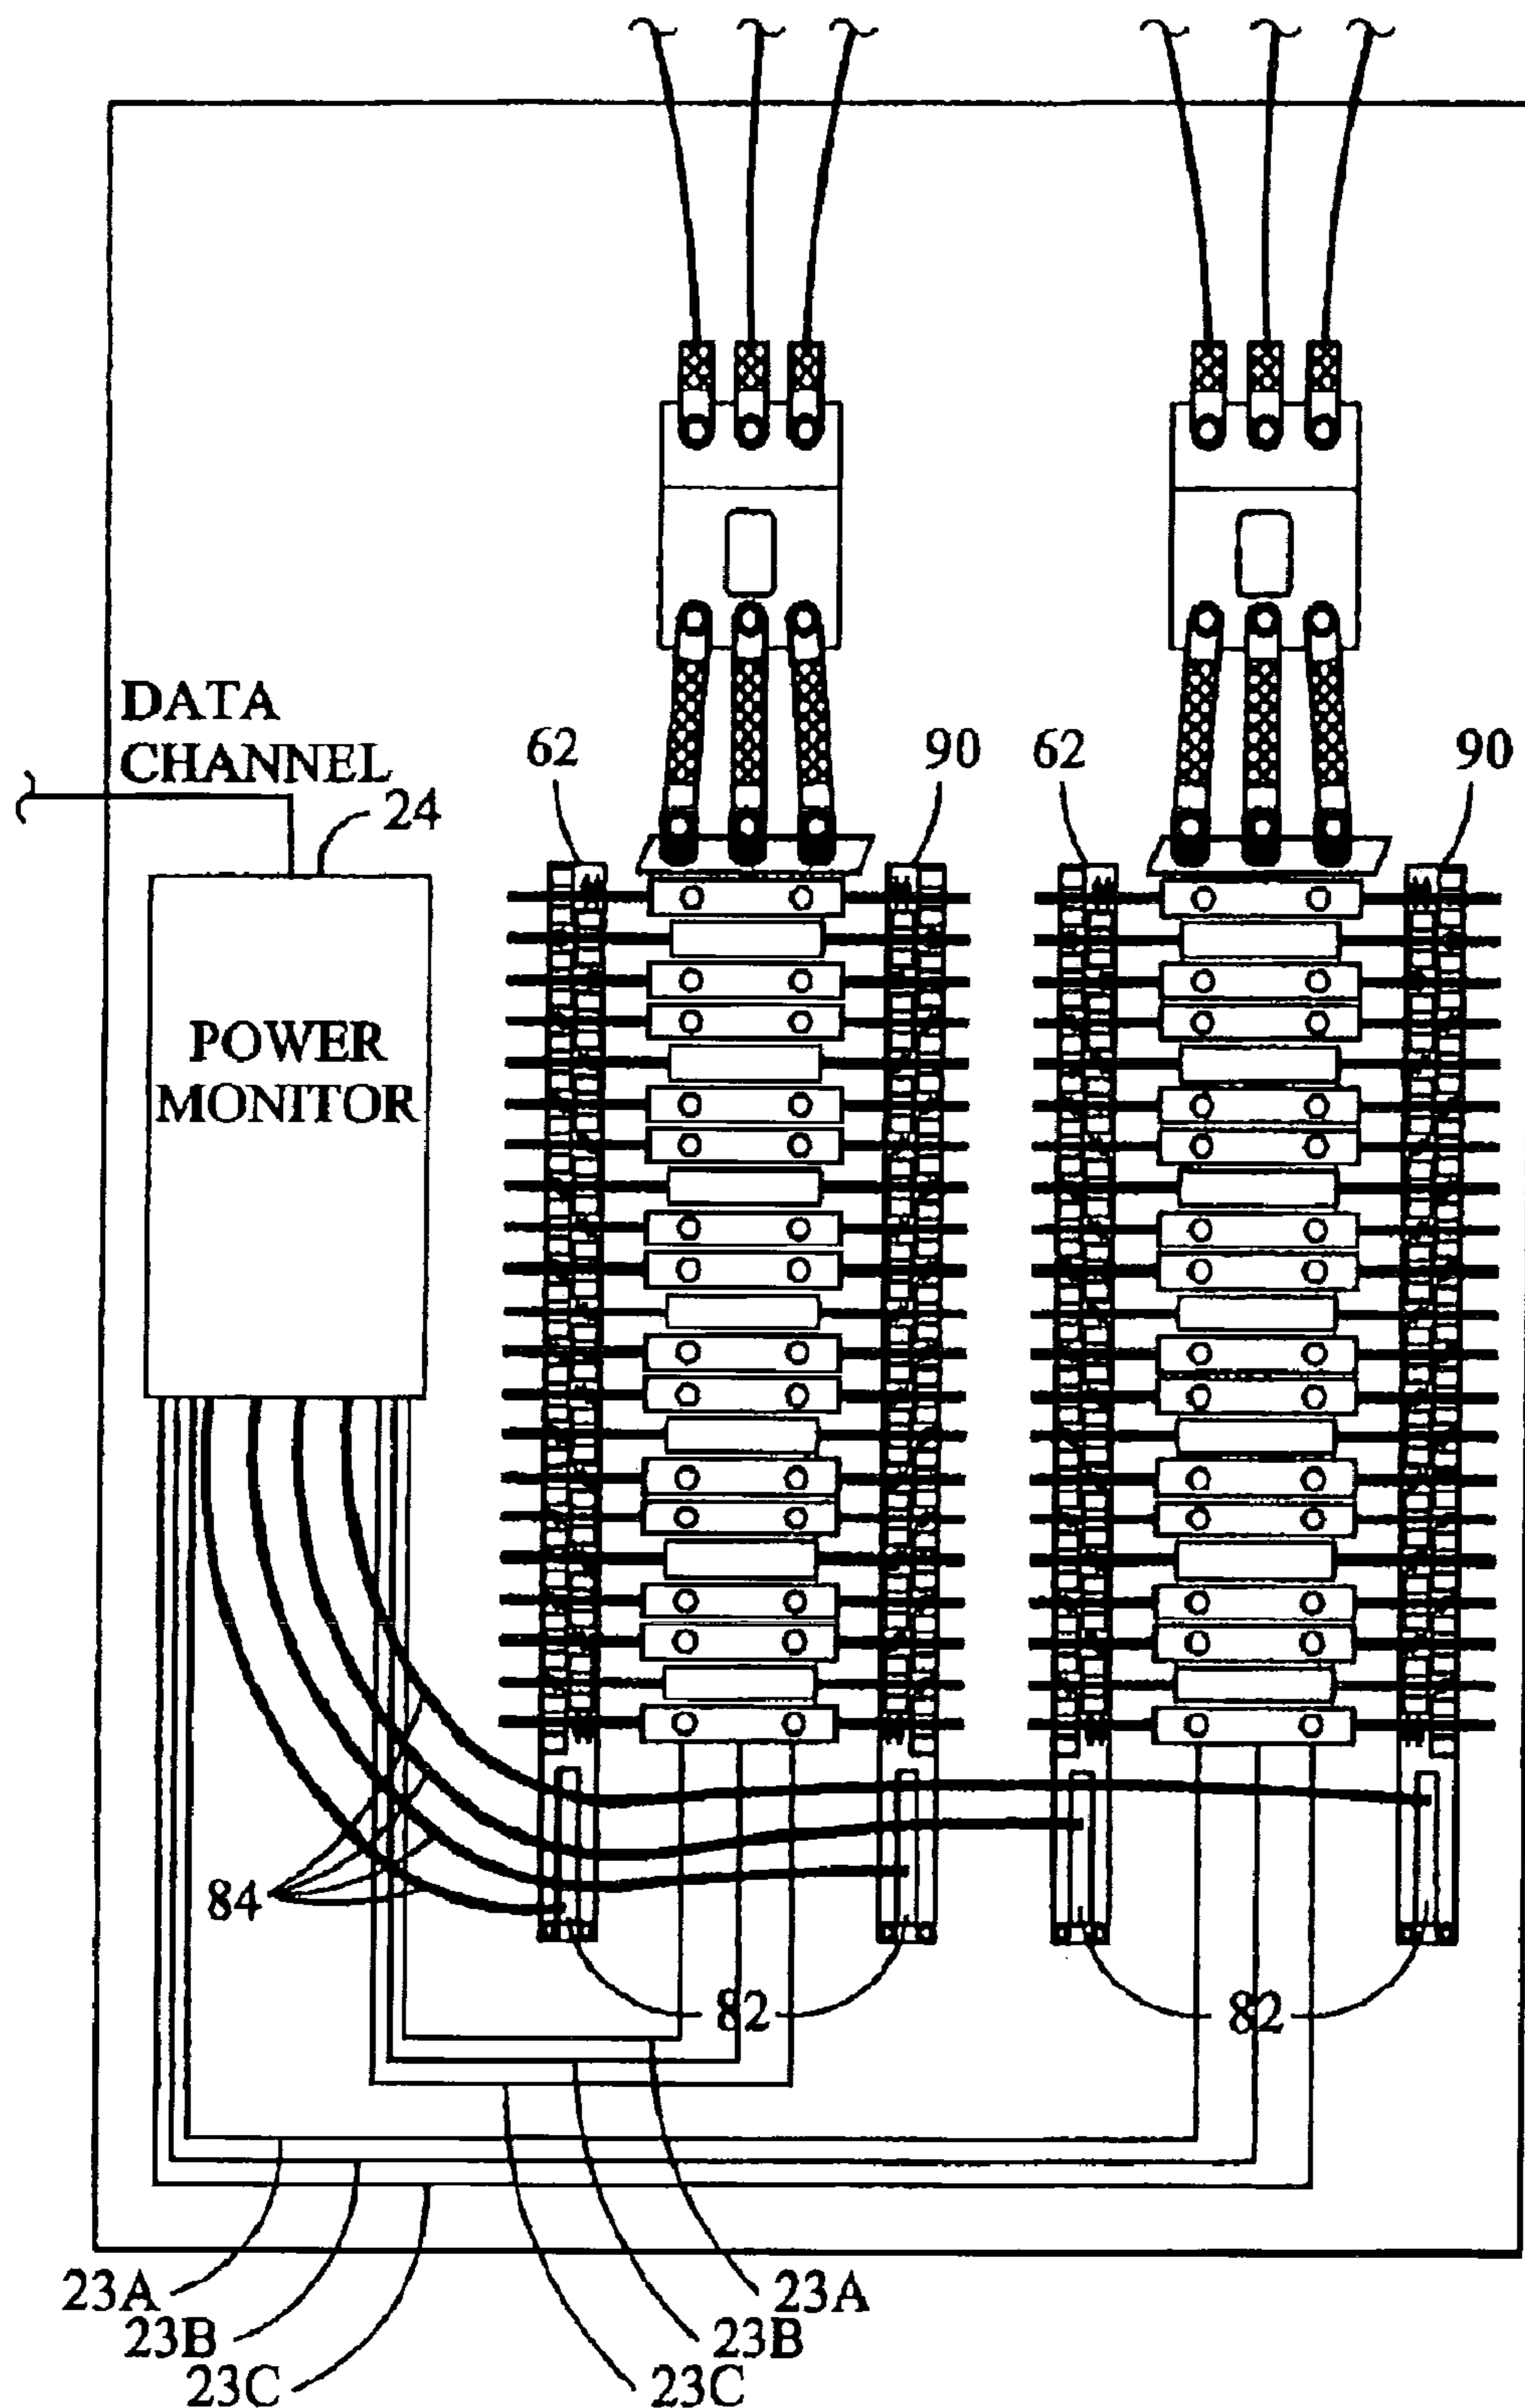 DATA
CHANNEL
24
62
90
62
90
POWER
MONITOR
84
82
82
23A
23B
23C
23A
23B
23C